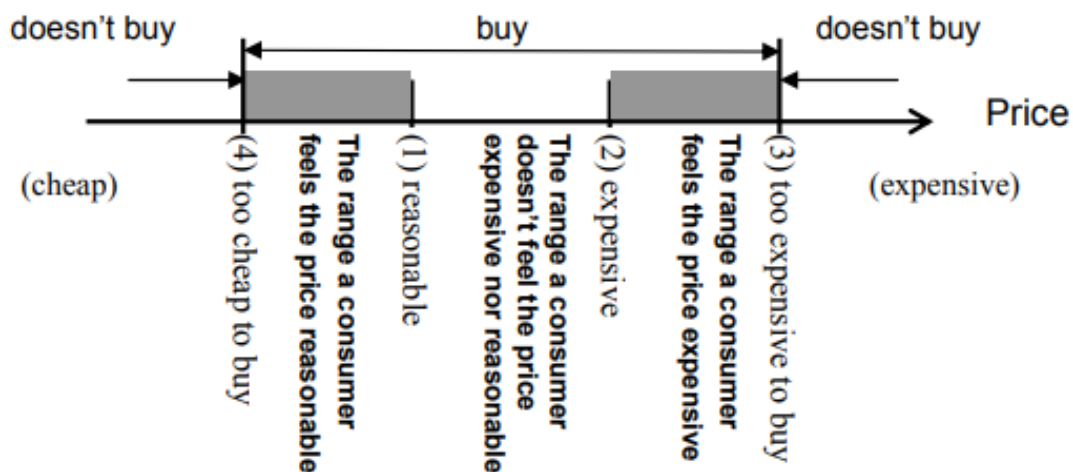 doesn't buy
buy
doesn't buy
Price
(cheap)
(expensive)
(4) too cheap to buy
The range a consumer
feels the price reasonable
(1) reasonable
The range a consumer
doesn't feel the price
expensive nor reasonable
(2) expensive
The range a consumer
feels the price expensive
(3) too expensive to buy